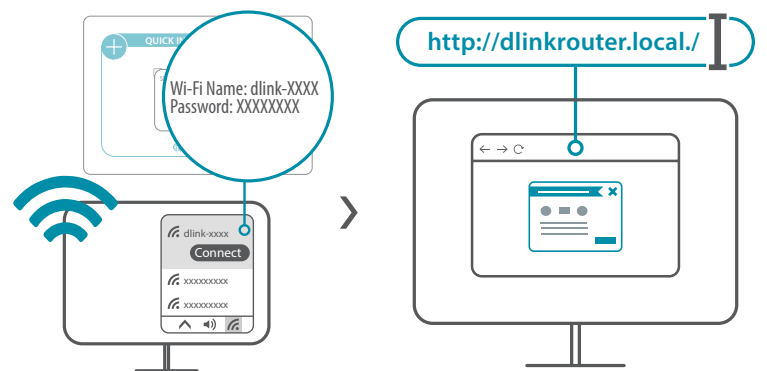 QUICK IN
Wi-Fi Name: dlink-XXXX
Password: XXXXXXXX
dlink-xxxx
Connect
xxxxxxxxx
xxxxxxxxx
http://dlinkrouter.local./